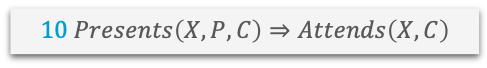 10 Presents(X, P, C) ⇒ Attends(X, C)